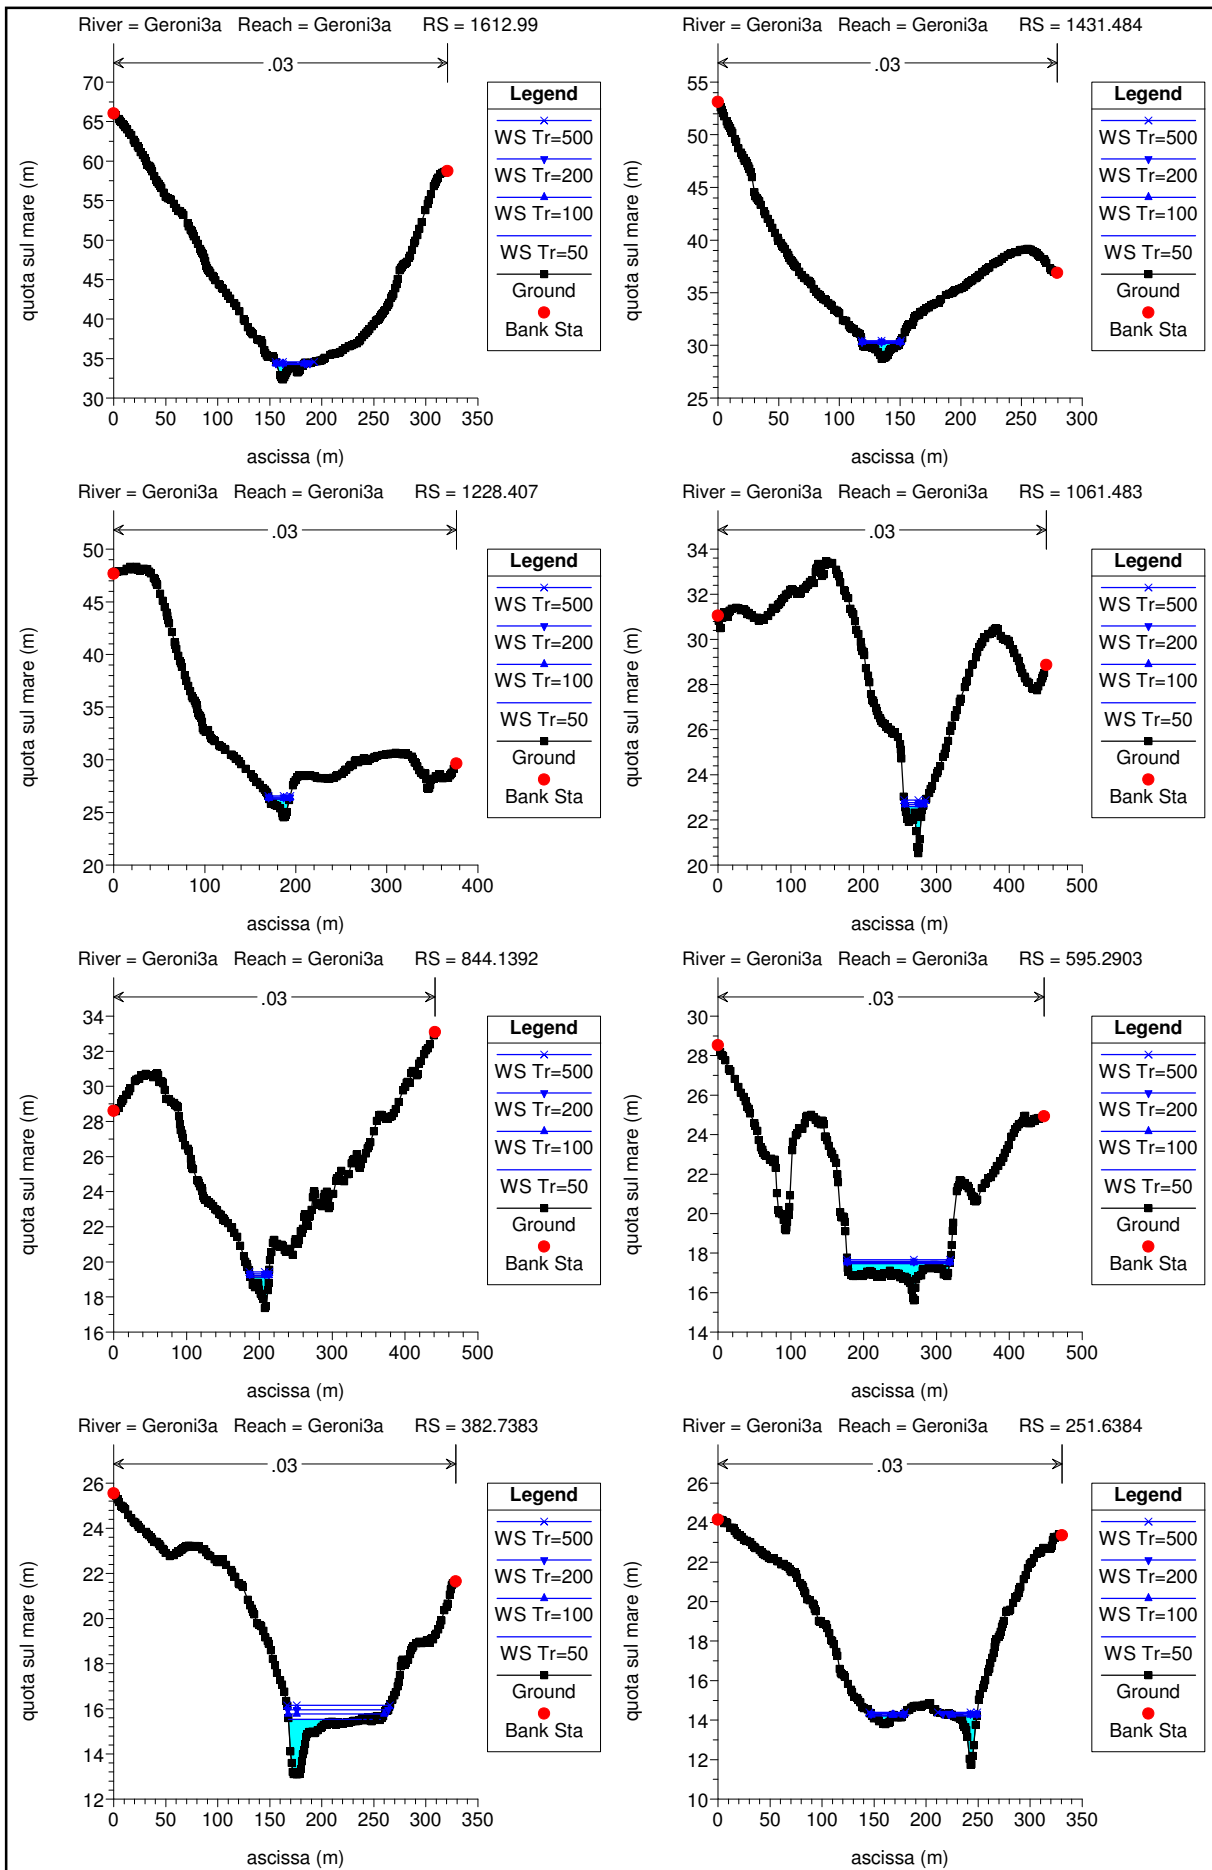 River = Geroni3a Reach = Geroni3a RS = 1612.99
.03
70
65
60
55
50
45
40
35
30
0 50 100 150 200 250 300 350
quota sul mare (m)
ascissa (m)
Legend
WS Tr=500
WS Tr=200
WS Tr=100
WS Tr=50
Ground
Bank Sta
River = Geroni3a Reach = Geroni3a RS = 1431.484
.03
55
50
45
40
35
30
25
0 50 100 150 200 250 300
quota sul mare (m)
ascissa (m)
Legend
WS Tr=500
WS Tr=200
WS Tr=100
WS Tr=50
Ground
Bank Sta
River = Geroni3a Reach = Geroni3a RS = 1228.407
.03
50
45
40
35
30
25
20
0 100 200 300 400
quota sul mare (m)
ascissa (m)
Legend
WS Tr=500
WS Tr=200
WS Tr=100
WS Tr=50
Ground
Bank Sta
River = Geroni3a Reach = Geroni3a RS = 1061.483
.03
34
32
30
28
26
24
22
20
0 100 200 300 400 500
quota sul mare (m)
ascissa (m)
Legend
WS Tr=500
WS Tr=200
WS Tr=100
WS Tr=50
Ground
Bank Sta
River = Geroni3a Reach = Geroni3a RS = 844.1392
.03
34
32
30
28
26
24
22
20
18
16
0 100 200 300 400 500
quota sul mare (m)
ascissa (m)
Legend
WS Tr=500
WS Tr=200
WS Tr=100
WS Tr=50
Ground
Bank Sta
River = Geroni3a Reach = Geroni3a RS = 595.2903
.03
30
28
26
24
22
20
18
16
14
0 100 200 300 400 500
quota sul mare (m)
ascissa (m)
Legend
WS Tr=500
WS Tr=200
WS Tr=100
WS Tr=50
Ground
Bank Sta
River = Geroni3a Reach = Geroni3a RS = 382.7383
.03
26
24
22
20
18
16
14
12
0 50 100 150 200 250 300 350
quota sul mare (m)
ascissa (m)
Legend
WS Tr=500
WS Tr=200
WS Tr=100
WS Tr=50
Ground
Bank Sta
River = Geroni3a Reach = Geroni3a RS = 251.6384
.03
26
24
22
20
18
16
14
12
10
0 50 100 150 200 250 300 350
quota sul mare (m)
ascissa (m)
Legend
WS Tr=500
WS Tr=200
WS Tr=100
WS Tr=50
Ground
Bank Sta